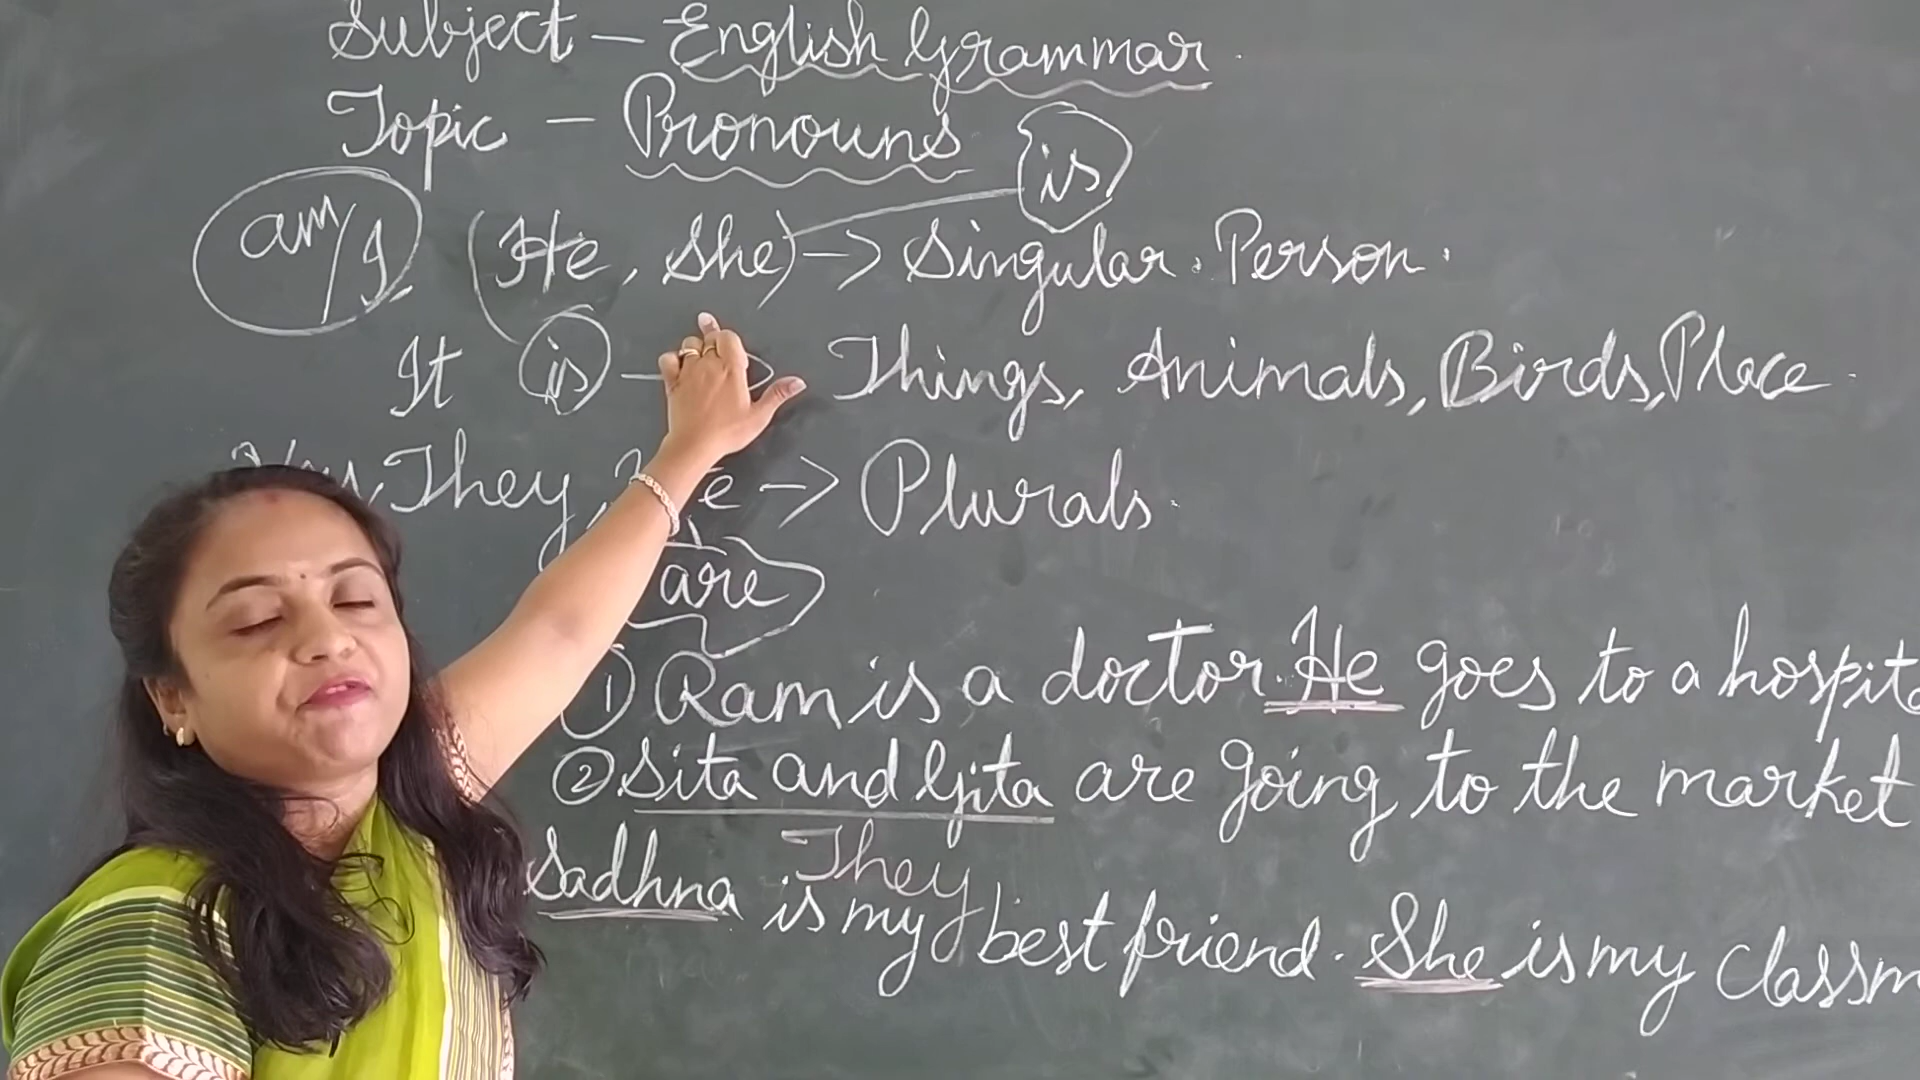 Subject - English Grammar.
Topic - Pronouns
is
am/I (He, She) -> Singular. Person.
It is -> Things, Animals, Birds, Place.
They, -> Plurals.
are
① Ram is a doctor. He goes to a
② Sita and Gita are going to the market
They
Sadhna is my best friend. She is my